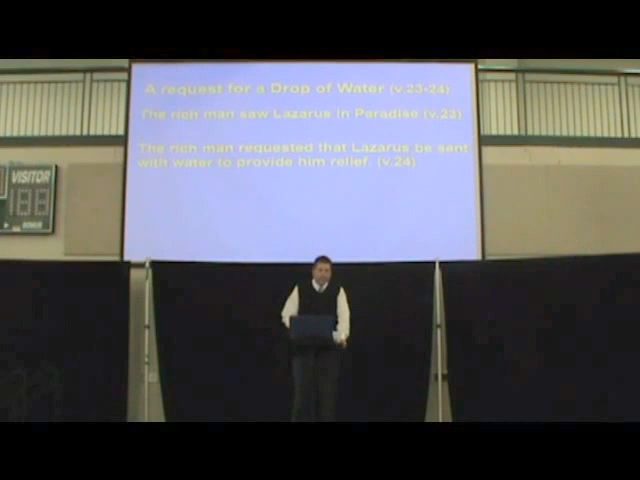 A request for a Drop of Water (v.23-24)
The rich man saw Lazarus in Paradise (v.23)
The rich man requested that Lazarus be sent
with water to provide him relief. (v.24)
VISITOR
BONUS